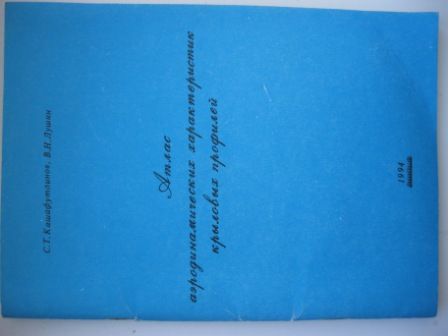 С.Т.Кашафутдинов, В.Н.Лушин
Атлас
аэродинамических характеристик
крыловых профилей
1994